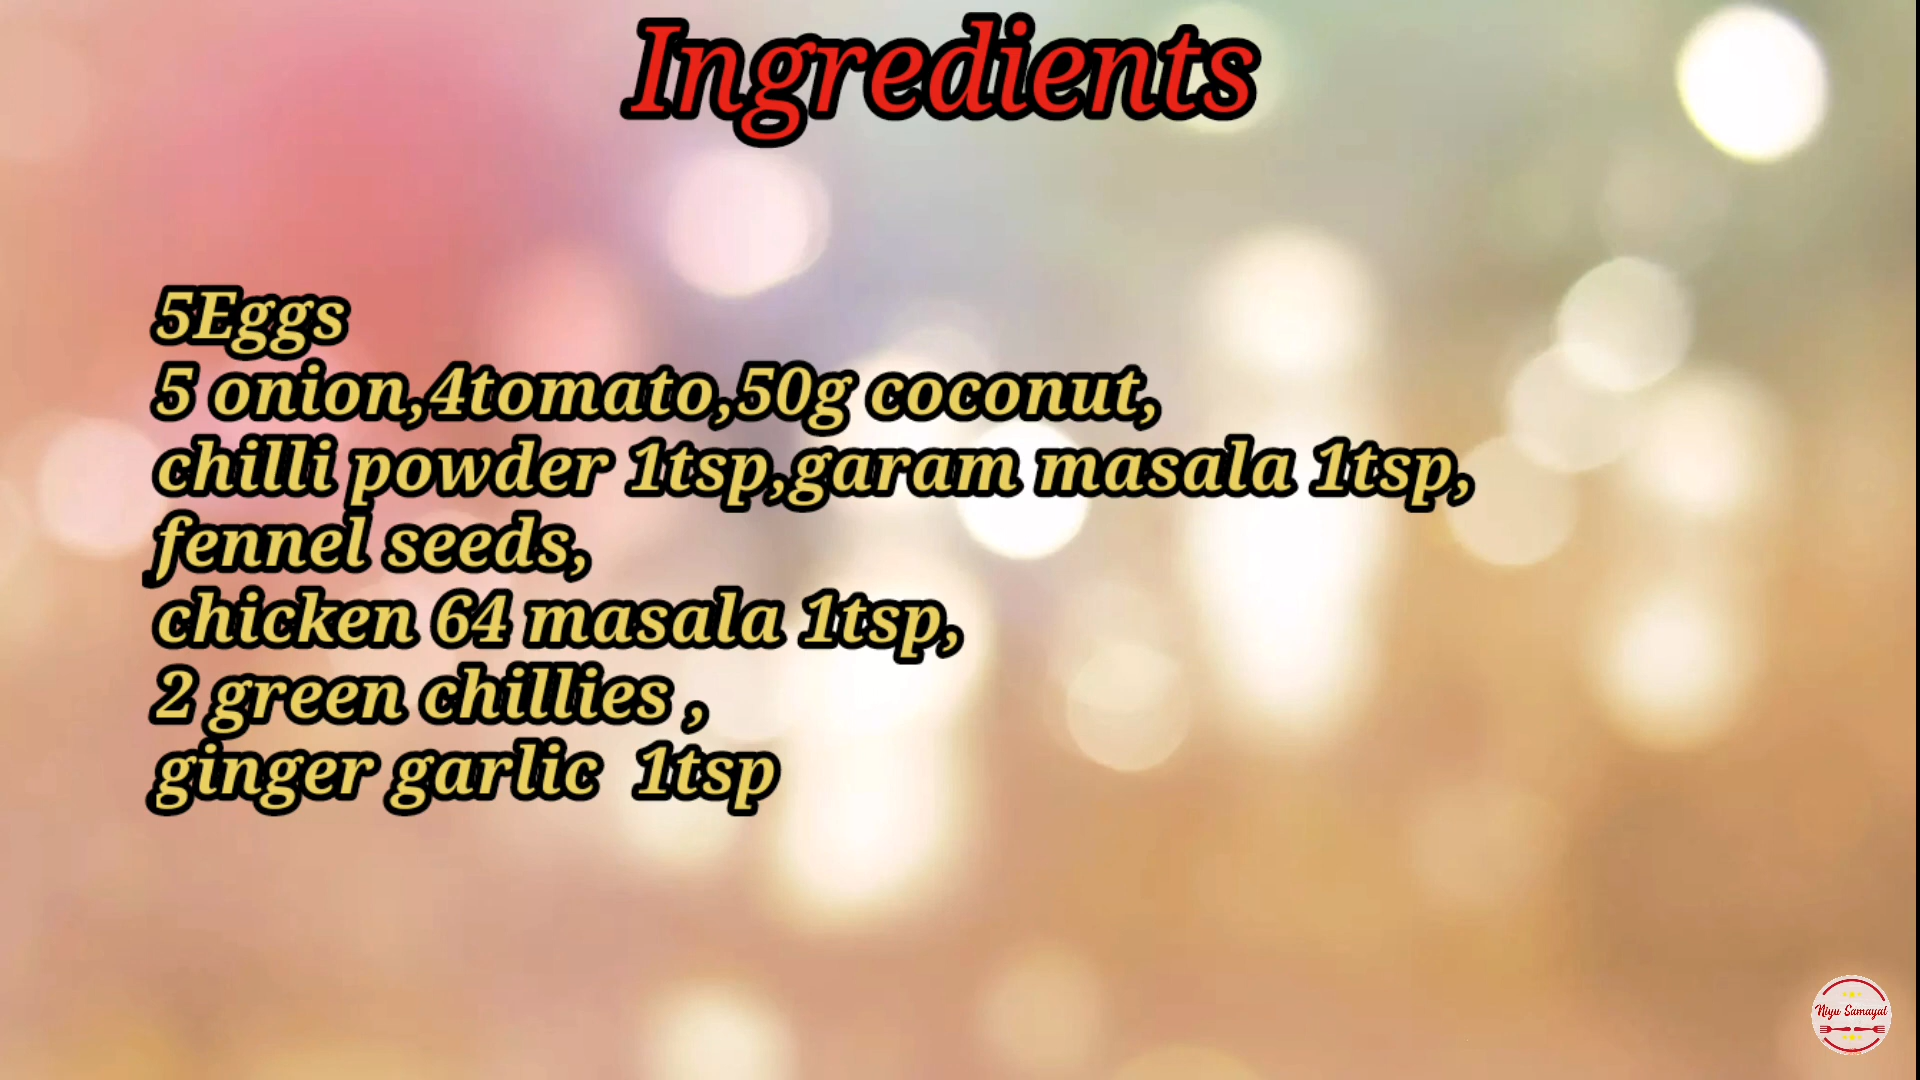 Ingredients
5Eggs
5 onion,4tomato,50g coconut,
chilli powder 1tsp,garam masala 1tsp,
fennel seeds,
chicken 64 masala 1tsp,
2 green chillies ,
ginger garlic  1tsp
Niyu Samayal